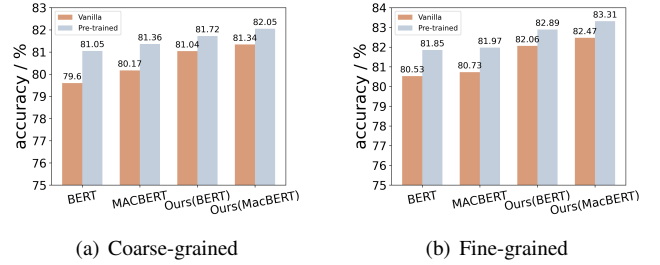 83
82
81
80
79
78
77
76
75
accuracy / %
Vanilla
Pre-trained
79.6
81.05
80.17
81.36
81.04
81.72
81.34
82.05
BERT
MACBERT
Ours(BERT)
Ours(MacBERT)
(a) Coarse-grained
84
83
82
81
80
79
78
77
76
75
accuracy / %
Vanilla
Pre-trained
80.53
81.85
80.73
81.97
82.06
82.89
82.47
83.31
BERT
MACBERT
Ours(BERT)
Ours(MacBERT)
(b) Fine-grained